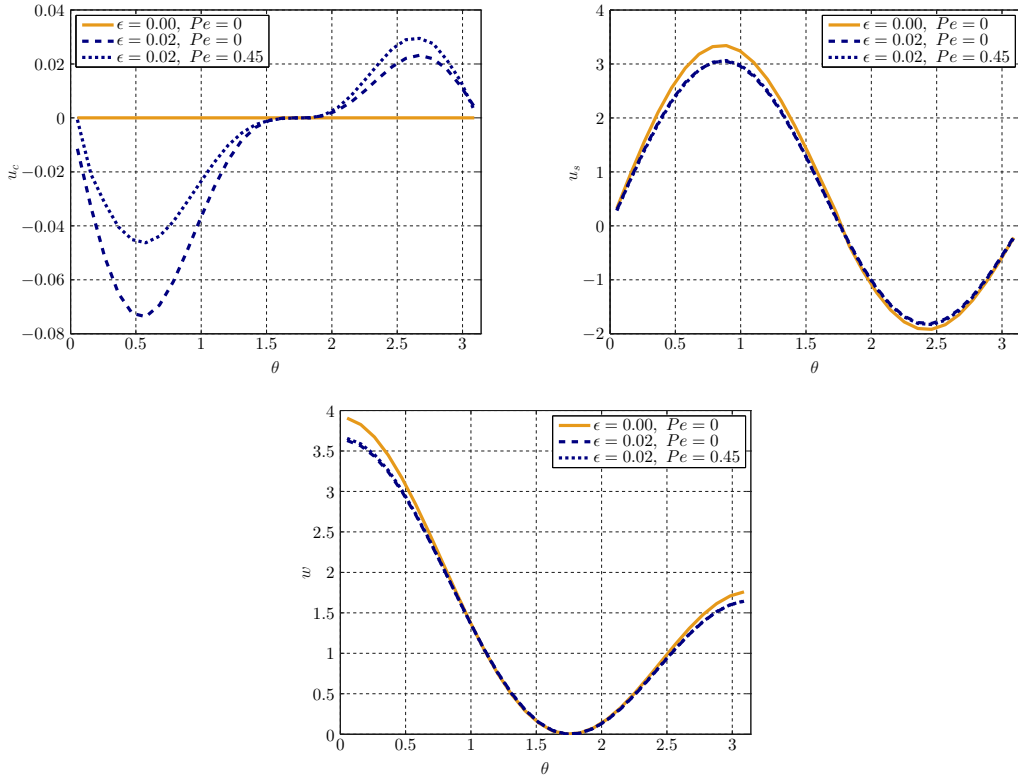 0.04
0.02
0
−0.02
−0.04
−0.06
−0.08
u_c
ϵ = 0.00, Pe = 0
ϵ = 0.02, Pe = 0
ϵ = 0.02, Pe = 0.45
0 0.5 1 1.5 2 2.5 3
θ
4
3
2
1
0
−1
−2
u_s
ϵ = 0.00, Pe = 0
ϵ = 0.02, Pe = 0
ϵ = 0.02, Pe = 0.45
0 0.5 1 1.5 2 2.5 3
θ
4
3.5
3
2.5
2
1.5
1
0.5
0
w
ϵ = 0.00, Pe = 0
ϵ = 0.02, Pe = 0
ϵ = 0.02, Pe = 0.45
0 0.5 1 1.5 2 2.5 3
θ